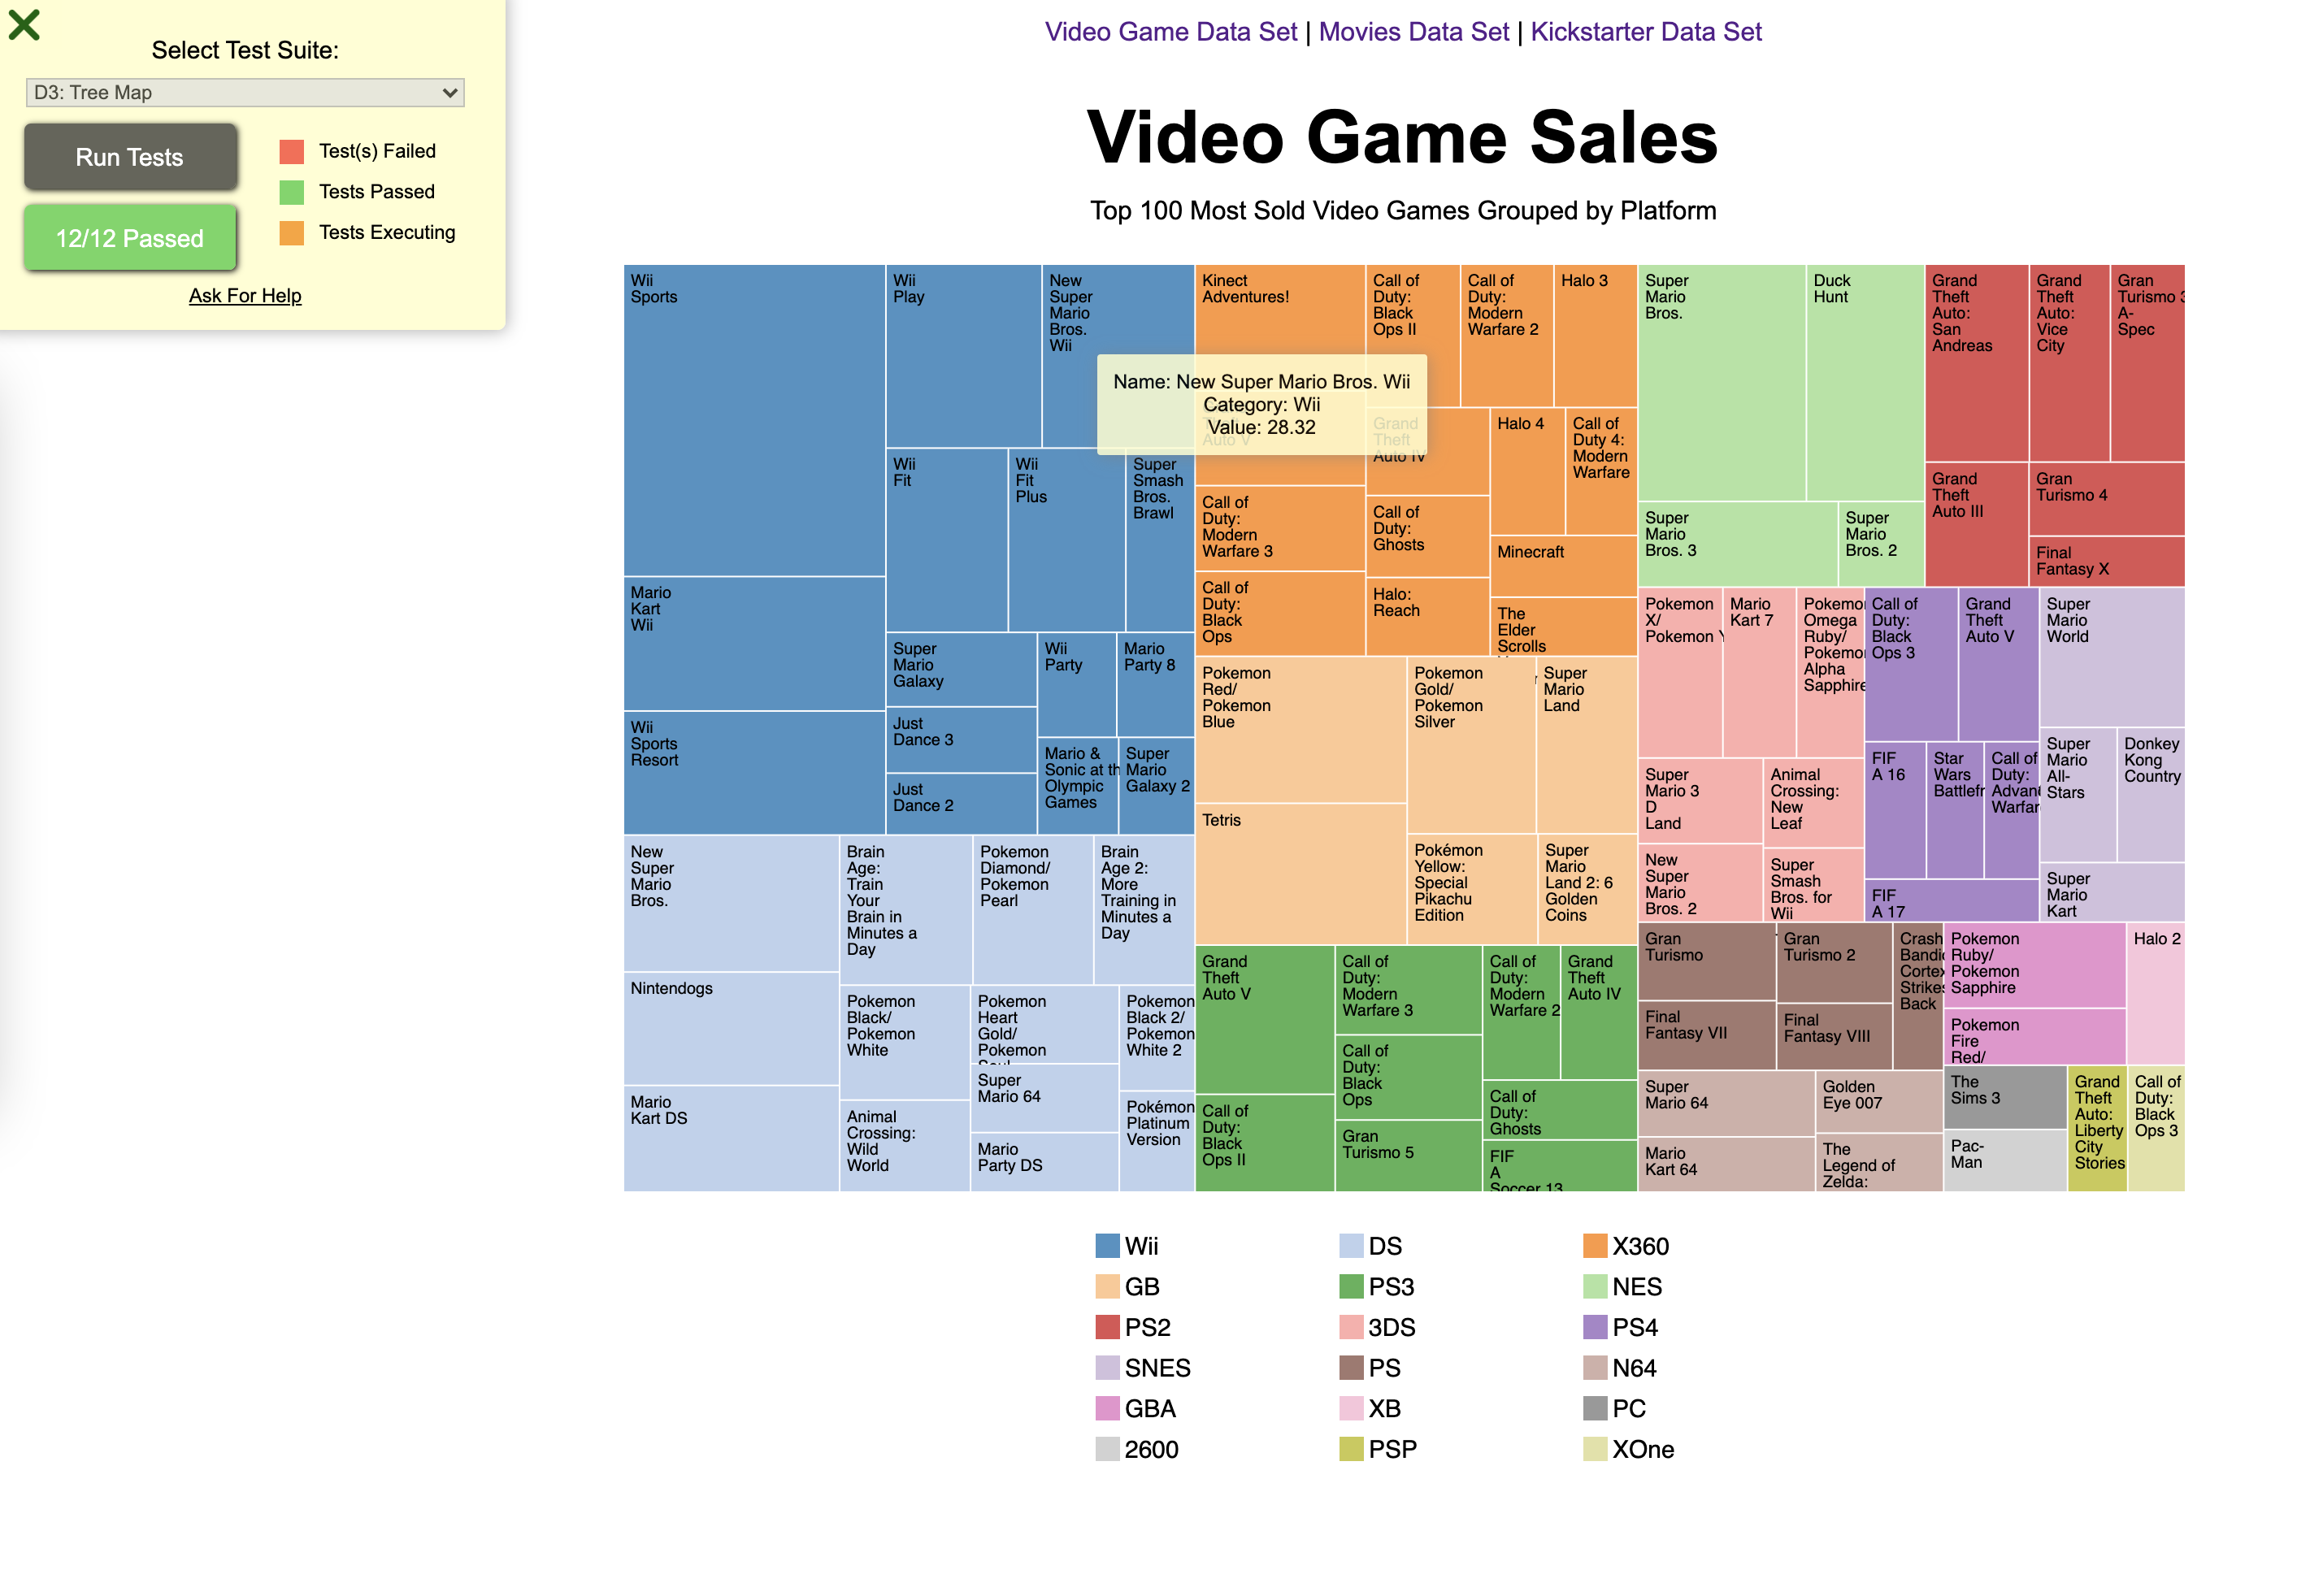 Select Test Suite:
D3: Tree Map
Run Tests
12/12 Passed
Test(s) Failed
Tests Passed
Tests Executing
Ask For Help
Video Game Data Set | Movies Data Set | Kickstarter Data Set
Video Game Sales
Top 100 Most Sold Video Games Grouped by Platform
Wii
Sports
Mario
Kart
Wii
Wii
Sports
Resort
Wii
Play
New
Super
Mario
Bros.
Wii
Wii
Fit
Wii
Fit
Plus
Super
Smash
Bros.
Brawl
Super
Mario
Galaxy
Just
Dance 3
Just
Dance 2
Wii
Party
Mario
Party 8
Mario &
Sonic at th
Olympic
Games
Super
Mario
Galaxy 2
New
Super
Mario
Bros.
Nintendogs
Mario
Kart DS
Brain
Age:
Train
Your
Brain in
Minutes a
Day
Pokemon
Diamond/
Pokemon
Pearl
Brain
Age 2:
More
Training in
Minutes a
Day
Pokemon
Black/
Pokemon
White
Animal
Crossing:
Wild
World
Pokemon
Heart
Gold/
Pokemon
Super
Mario 64
Mario
Party DS
Pokemon
Black 2/
Pokemon
White 2
Pokémon
Platinum
Version
Kinect
Adventures!
Auto V
Call of
Duty:
Modern
Warfare 3
Call of
Duty:
Black
Ops
Call of
Duty:
Black
Ops II
Call of
Duty:
Modern
Warfare 2
Halo 3
Grand
Theft
Auto IV
Call of
Duty:
Ghosts
Halo:
Reach
Halo 4
Call of
Duty 4:
Modern
Warfare
Minecraft
The
Elder
Scrolls
Name: New Super Mario Bros. Wii
Category: Wii
Value: 28.32
Pokemon
Red/
Pokemon
Blue
Tetris
Pokemon
Gold/
Pokemon
Silver
Super
Mario
Land
Pokémon
Yellow:
Special
Pikachu
Edition
Super
Mario
Land 2: 6
Golden
Coins
Grand
Theft
Auto V
Call of
Duty:
Black
Ops II
Call of
Duty:
Modern
Warfare 3
Call of
Duty:
Black
Ops
Gran
Turismo 5
Call of
Duty:
Modern
Warfare 2
Grand
Theft
Auto IV
Call of
Duty:
Ghosts
FIF
A
Soccer 13
Super
Mario
Bros.
Duck
Hunt
Super
Mario
Bros. 3
Super
Mario
Bros. 2
Grand
Theft
Auto:
San
Andreas
Grand
Theft
Auto:
Vice
City
Gran
Turismo 3
A-
Spec
Grand
Theft
Auto III
Gran
Turismo 4
Final
Fantasy X
Pokemon
X/
Pokemon Y
Mario
Kart 7
Pokemo
Omega
Ruby/
Pokemo
Alpha
Sapphire
Super
Mario 3
D
Land
Animal
Crossing:
New
Leaf
New
Super
Mario
Bros. 2
Super
Smash
Bros. for
Wii
Call of
Duty:
Black
Ops 3
Grand
Theft
Auto V
FIF
A 16
Star
Wars
Battlefr
Call of
Duty:
Advan
Warfar
FIF
A 17
Super
Mario
World
Super
Mario
All-
Stars
Donkey
Kong
Country
Super
Mario
Kart
Gran
Turismo
Final
Fantasy VII
Gran
Turismo 2
Final
Fantasy VIII
Crash
Bandic
Cortex
Strikes
Back
Pokemon
Ruby/
Pokemon
Sapphire
Pokemon
Fire
Red/
Halo 2
Super
Mario 64
Mario
Kart 64
Golden
Eye 007
The
Legend of
Zelda:
The
Sims 3
Pac-
Man
Grand
Theft
Auto:
Liberty
City
Stories
Call of
Duty:
Black
Ops 3
Wii
DS
X360
GB
PS3
NES
PS2
3DS
PS4
SNES
PS
N64
GBA
XB
PC
2600
PSP
XOne